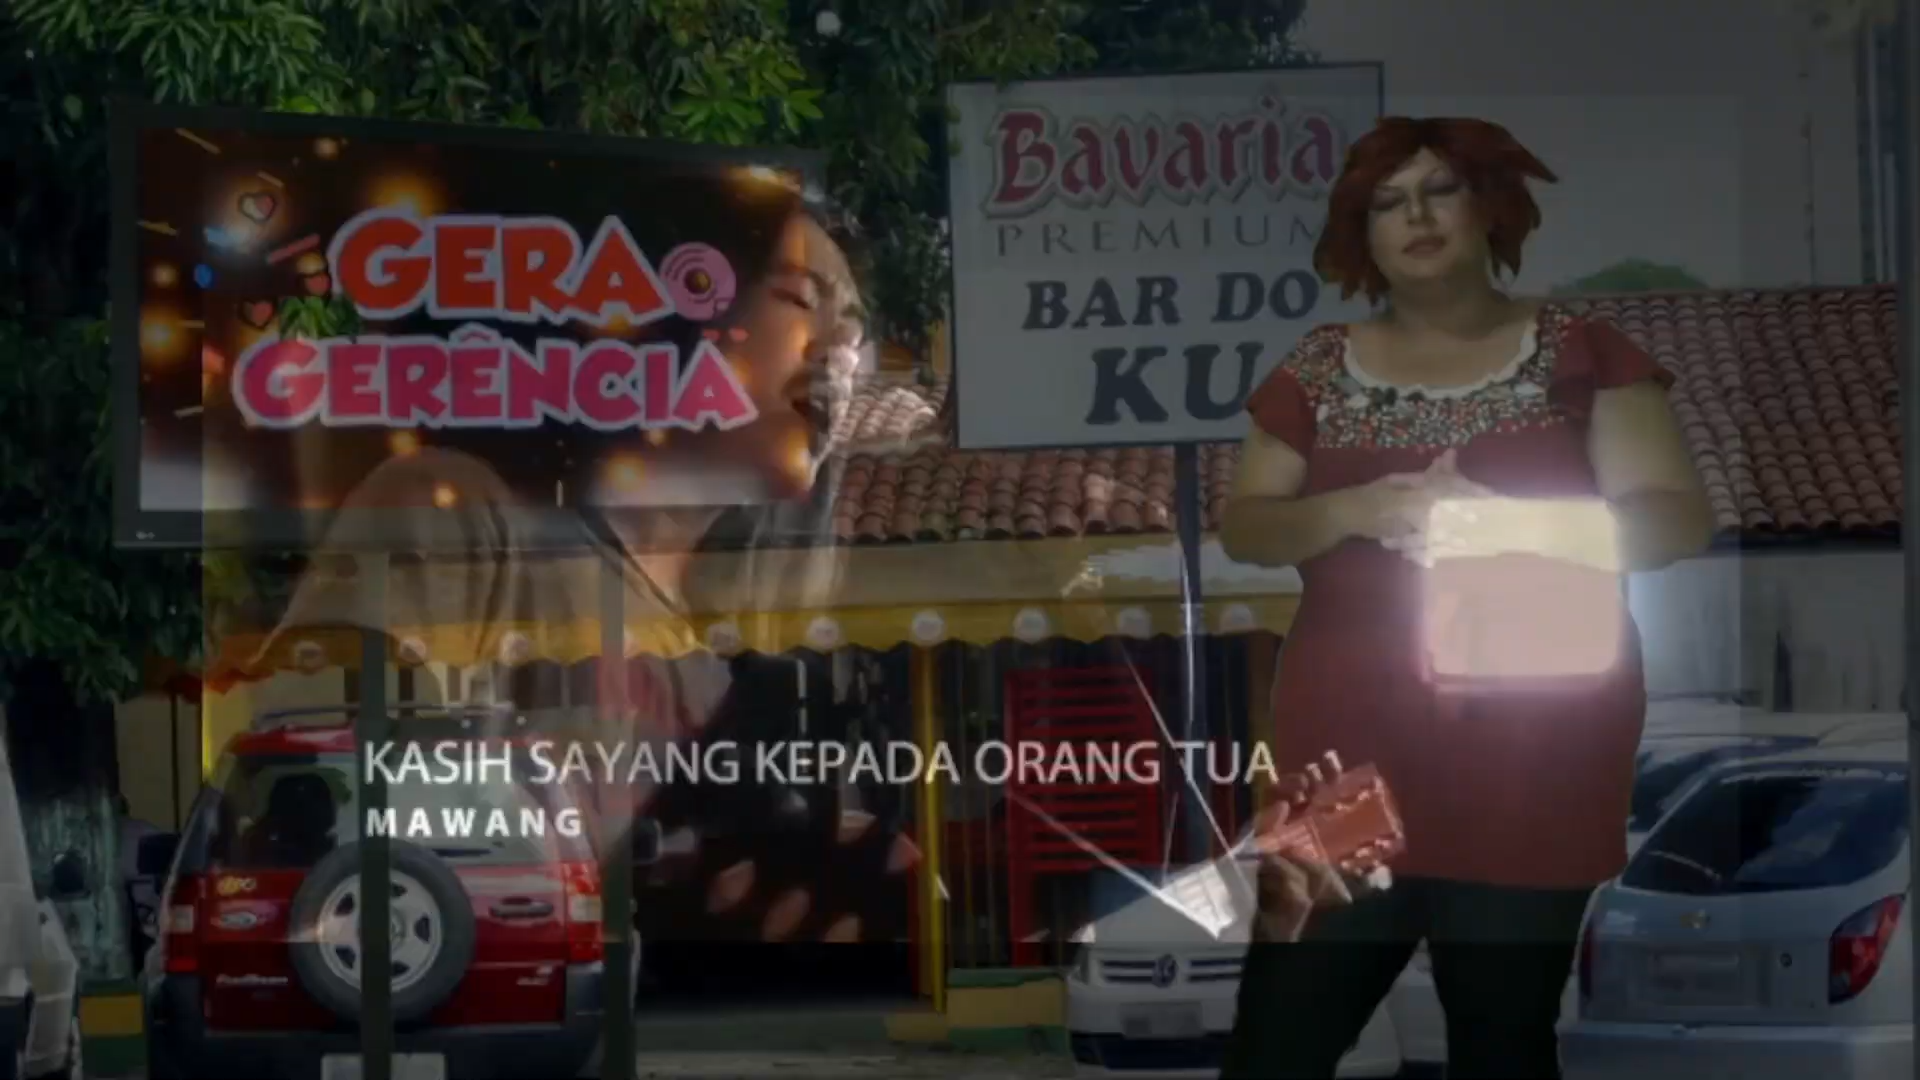 GERA
GERÊNCIA
Bavaria
PREMIUM
BAR DO
KU
KASIH SAYANG KEPADA ORANG TUA
MAWANG